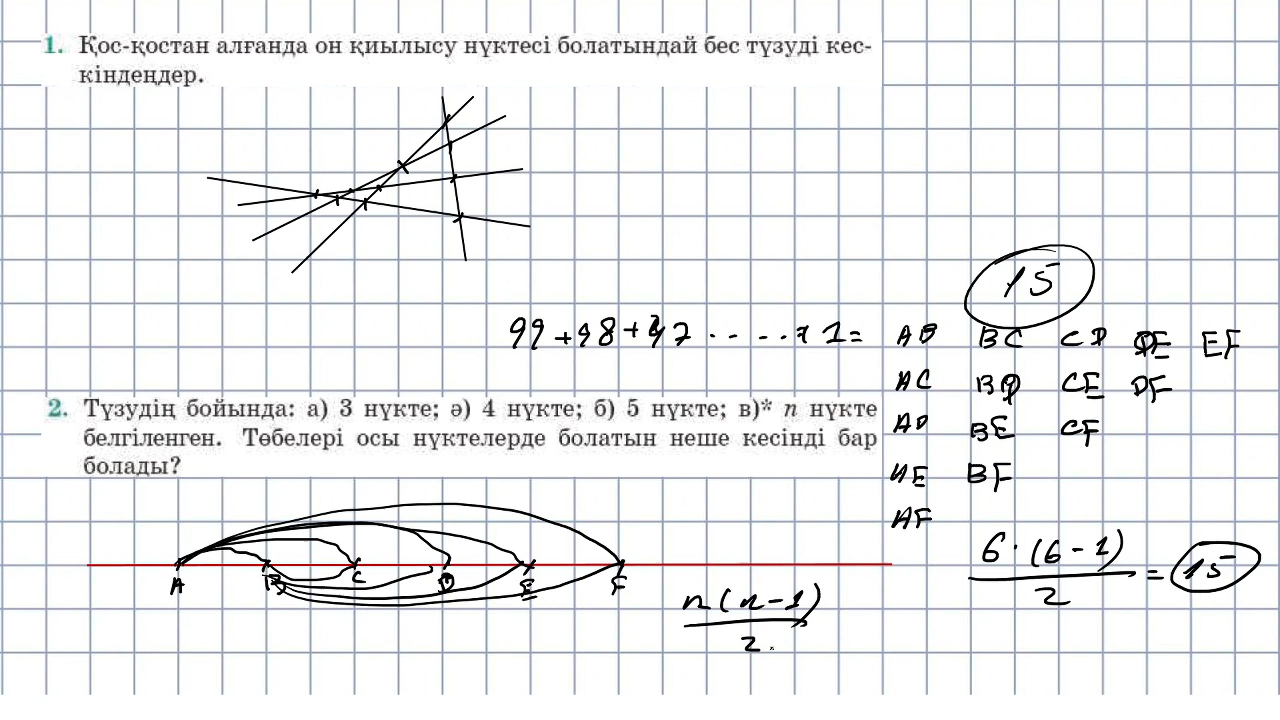 1. Қос-қостан алғанда он қиылысу нүктесі болатындай бес түзуді кес-
кіндеңдер.
15
99 + 98 + 97 . . . . . + 1 =
AB BC CD DE EF
AC BD CE DF
AD BE CF
AE BF
AF
2. Түзудің бойында: а) 3 нүкте; ә) 4 нүкте; б) 5 нүкте; в)* n нүкте
белгіленген. Төбелері осы нүктелерде болатын неше кесінді бар
болады?
A B C D E F
n(n-1)
2
6·(6-1)
2
= 15